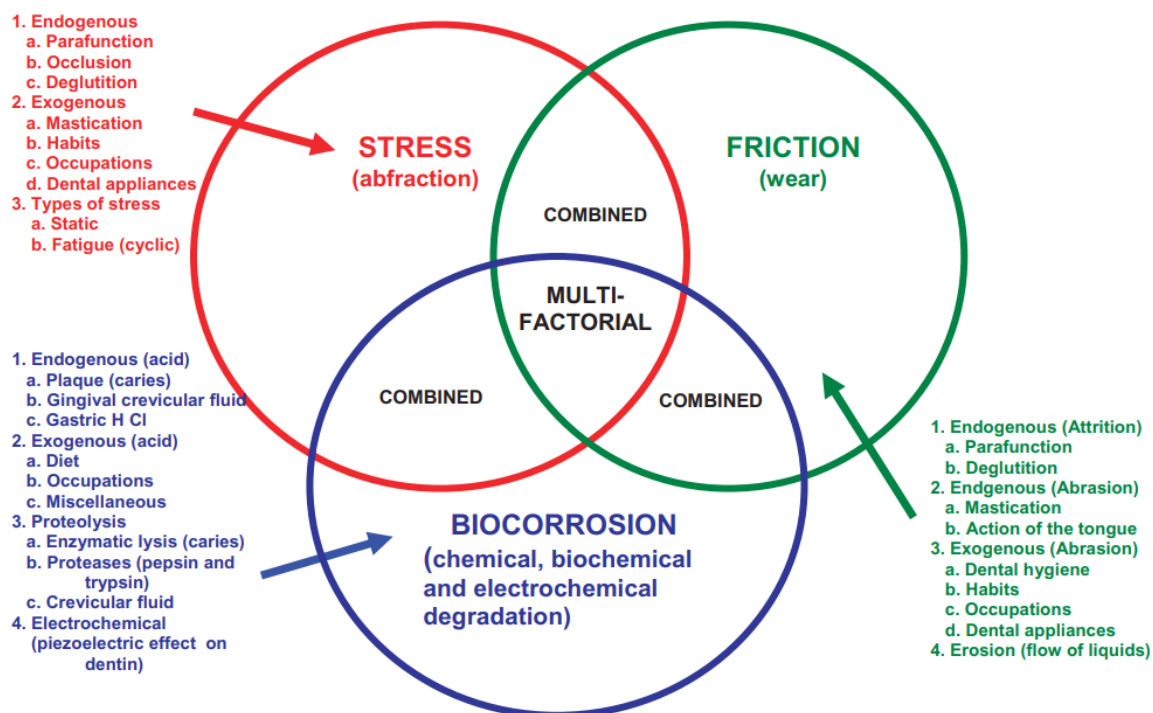 1. Endogenous
a. Parafunction
b. Occlusion
c. Deglutition
2. Exogenous
a. Mastication
b. Habits
c. Occupations
d. Dental appliances
3. Types of stress
a. Static
b. Fatigue (cyclic)
STRESS
(abfraction)
FRICTION
(wear)
COMBINED
MULTI-
FACTORIAL
COMBINED
COMBINED
1. Endogenous (acid)
a. Plaque (caries)
b. Gingival crevicular fluid
c. Gastric H Cl
2. Exogenous (acid)
a. Diet
b. Occupations
c. Miscellaneous
3. Proteolysis
a. Enzymatic lysis (caries)
b. Proteases (pepsin and
trypsin)
c. Crevicular fluid
4. Electrochemical
(piezoelectric effect on
dentin)
BIOCORROSION
(chemical, biochemical
and electrochemical
degradation)
1. Endogenous (Attrition)
a. Parafunction
b. Deglutition
2. Endgenous (Abrasion)
a. Mastication
b. Action of the tongue
3. Exogenous (Abrasion)
a. Dental hygiene
b. Habits
c. Occupations
d. Dental appliances
4. Erosion (flow of liquids)